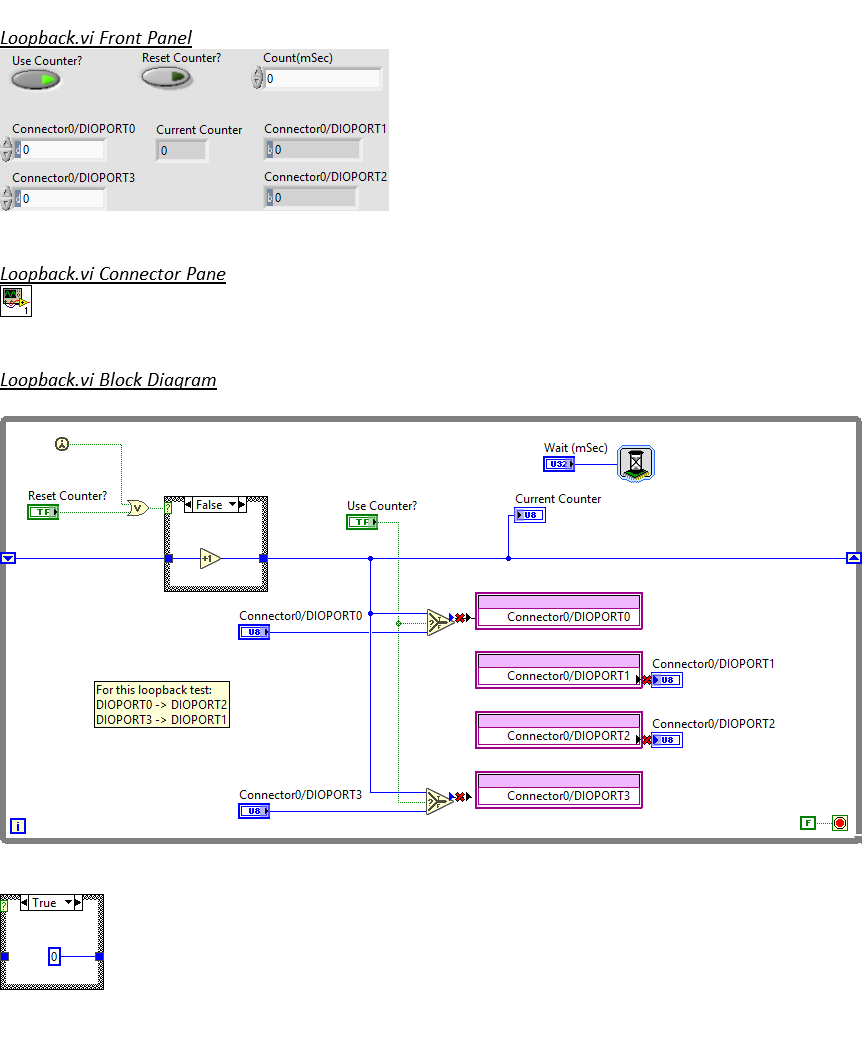 Loopback.vi Front Panel
Use Counter?
Reset Counter?
Count(mSec)
0
Connector0/DIOPORT0
Current Counter
Connector0/DIOPORT1
d 0
0
b 0
Connector0/DIOPORT3
Connector0/DIOPORT2
d 0
b 0
Loopback.vi Connector Pane
1
Loopback.vi Block Diagram
Wait (mSec)
U32
Reset Counter?
TF
V
?
False
+1
Use Counter?
TF
Current Counter
U8
Connector0/DIOPORT0
U8
?
T
F
Connector0/DIOPORT0
Connector0/DIOPORT1
Connector0/DIOPORT1
U8
For this loopback test:
DIOPORT0 -> DIOPORT2
DIOPORT3 -> DIOPORT1
Connector0/DIOPORT2
Connector0/DIOPORT2
U8
Connector0/DIOPORT3
U8
?
T
F
Connector0/DIOPORT3
i
F
?
True
0